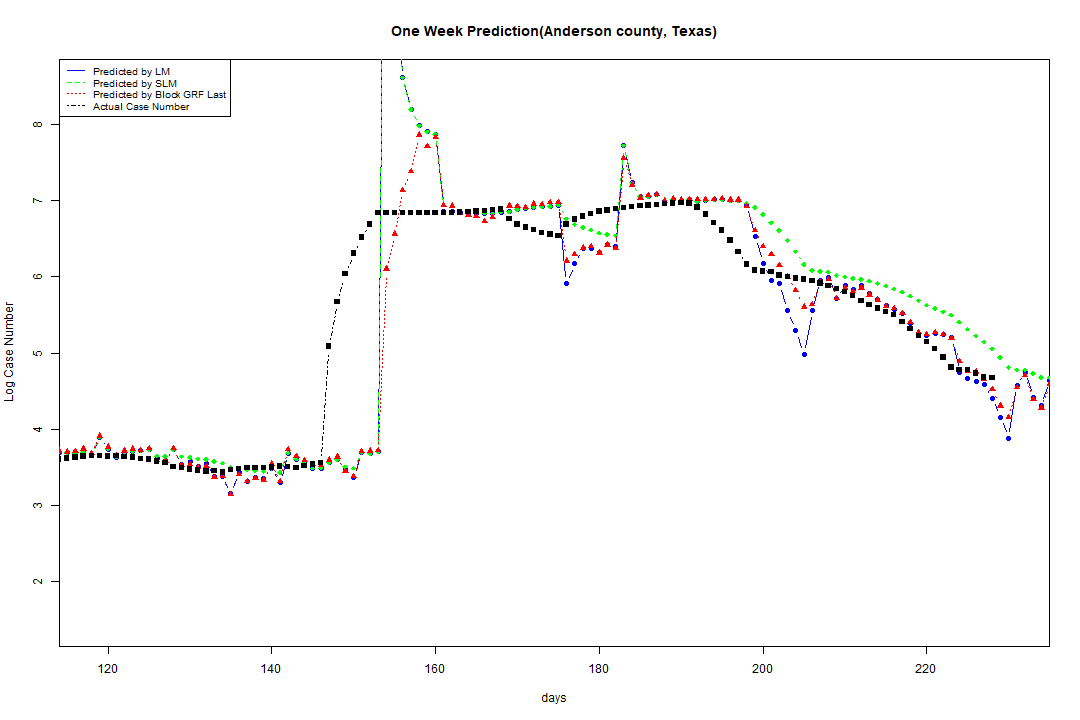 One Week Prediction(Anderson county, Texas)
Predicted by LM
Predicted by SLM
Predicted by Block GRF Last
Actual Case Number
8
7
6
5
4
3
2
Log Case Number
120 140 160 180 200 220
days